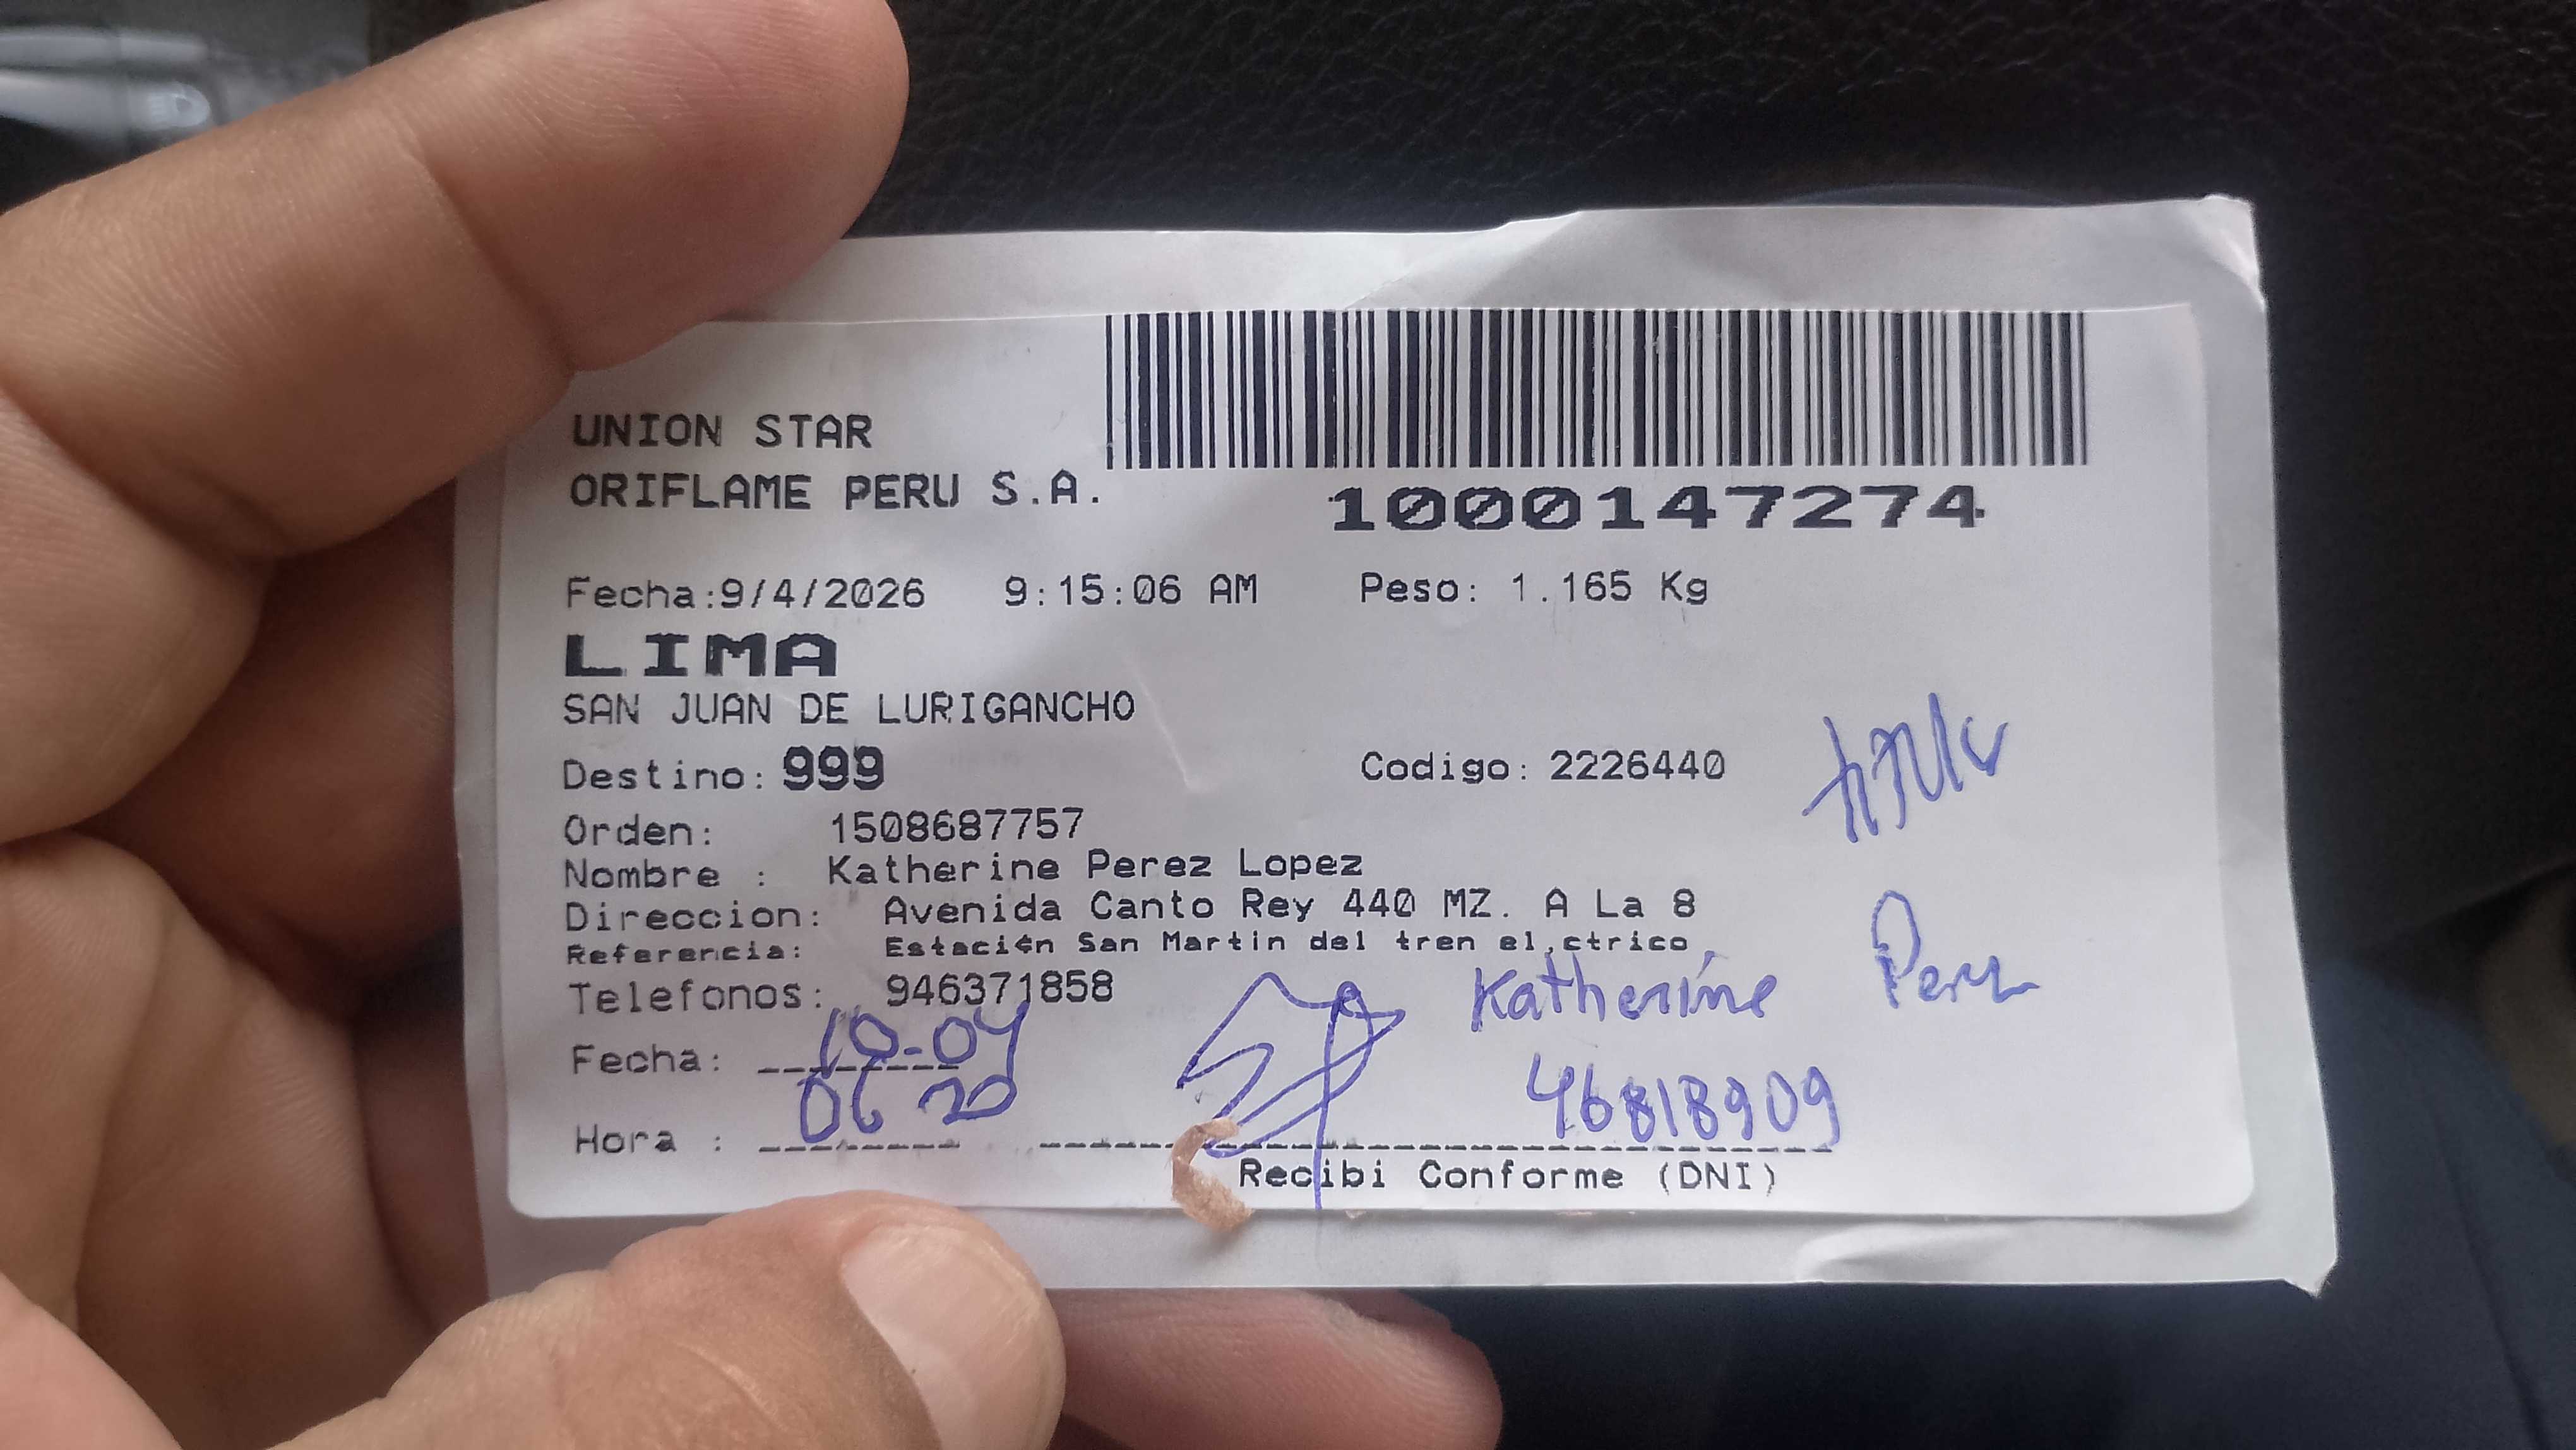 UNION STAR
ORIFLAME PERU S.A.
1000147274
Fecha:9/4/2026 9:15:06 AM Peso: 1.165 Kg
LIMA
SAN JUAN DE LURIGANCHO
Destino: 999 Codigo: 2226440
Orden: 1508687757
Nombre : Katherine Perez Lopez
Direccion: Avenida Canto Rey 440 MZ. A La 8
Referencia: Estaci¢n San Martin del tren el‚ctrico
Telefonos: 946371858
Katherine Perez
Fecha: 10-04
46818909
Hora : 06 20
Recibi Conforme (DNI)